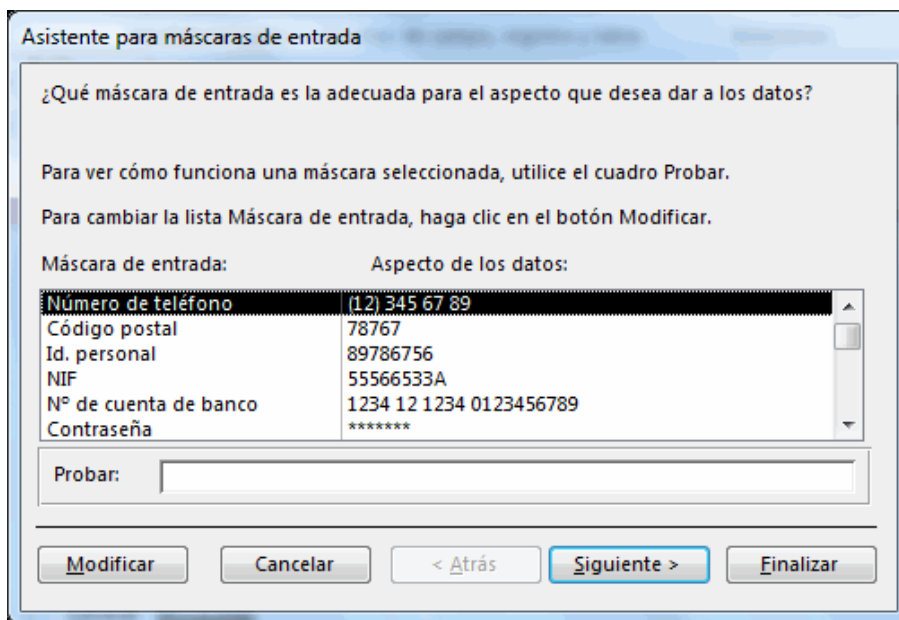 Asistente para máscaras de entrada
¿Qué máscara de entrada es la adecuada para el aspecto que desea dar a los datos?
Para ver cómo funciona una máscara seleccionada, utilice el cuadro Probar.
Para cambiar la lista Máscara de entrada, haga clic en el botón Modificar.
Máscara de entrada: Aspecto de los datos:
Número de teléfono (12) 345 67 89
Código postal 78767
Id. personal 89786756
NIF 55566533A
Nº de cuenta de banco 1234 12 1234 0123456789
Contraseña *******
Probar:
Modificar Cancelar < Atrás Siguiente > Finalizar